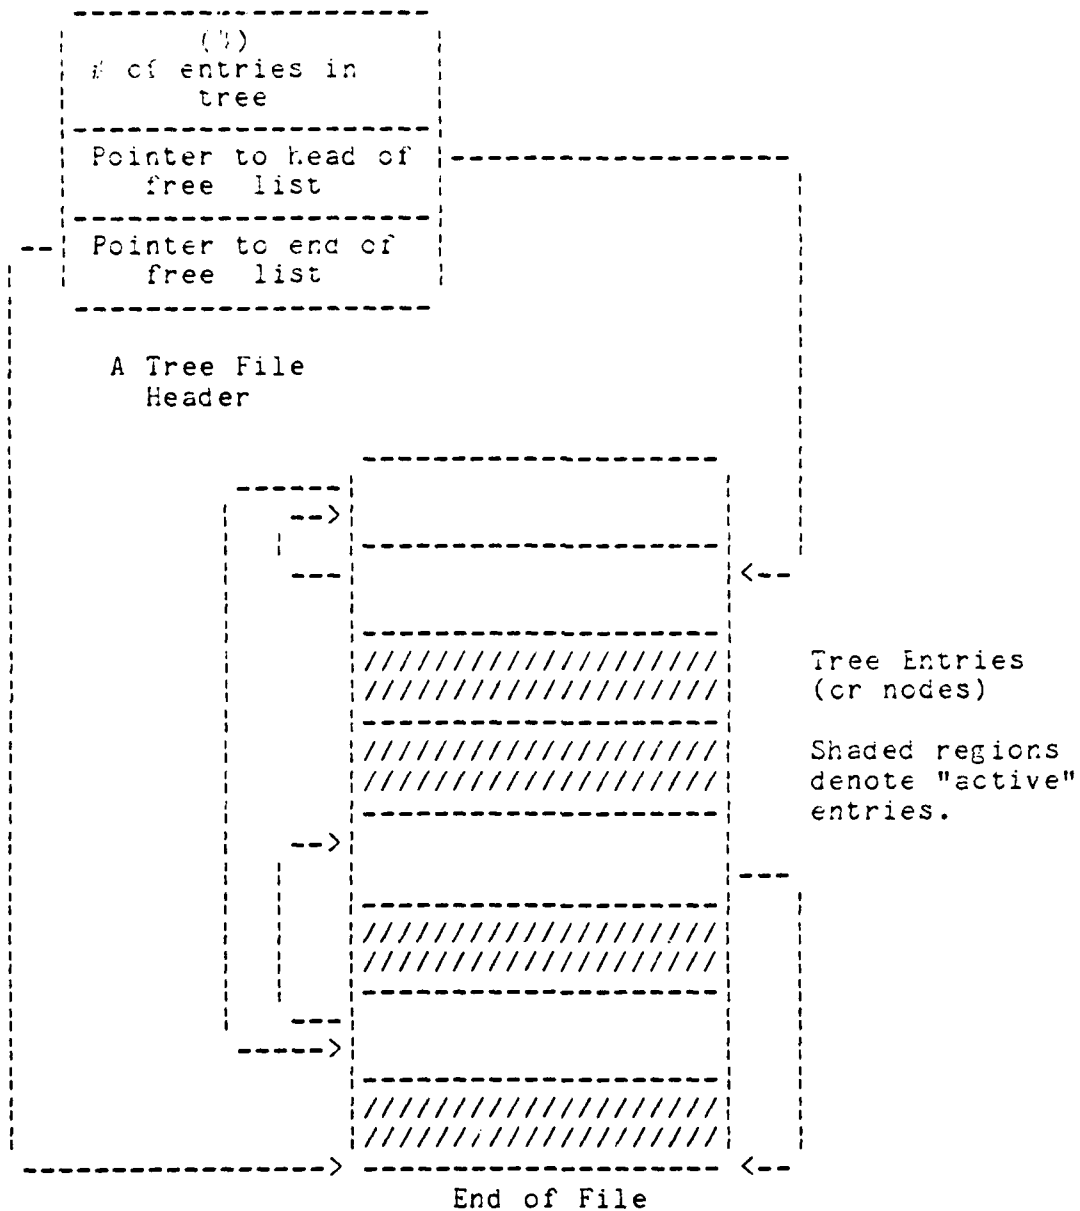 # of entries in
tree
Pointer to head of
free list
Pointer to end of
free list
A Tree File
Header
Tree Entries
(or nodes)
Shaded regions
denote "active"
entries.
End of File